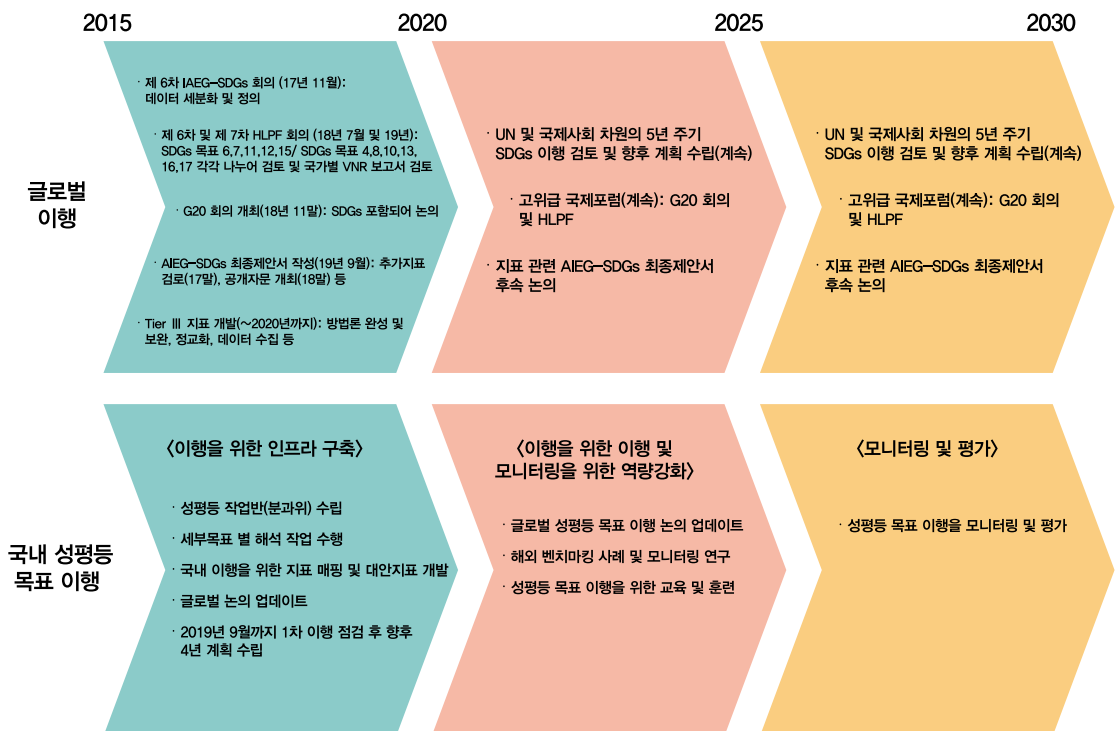 2015
2020
2025
2030
글로벌
이행
· 제 6차 IAEG-SDGs 회의 (17년 11월):
데이터 세분화 및 정의
· 제 6차 및 제 7차 HLPF 회의 (18년 7월 및 19년):
SDGs 목표 6,7,11,12,15/ SDGs 목표 4,8,10,13,
16,17 각각 나누어 검토 및 국가별 VNR 보고서 검토
· G20 회의 개최(18년 11말): SDGs 포함되어 논의
· AIEG-SDGs 최종제안서 작성(19년 9월): 추가지표
검로(17말), 공개자문 개최(18말) 등
· Tier Ⅲ 지표 개발(~2020년까지): 방법론 완성 및
보완, 정교화, 데이터 수집 등
· UN 및 국제사회 차원의 5년 주기
SDGs 이행 검토 및 향후 계획 수립(계속)
· 고위급 국제포럼(계속): G20 회의
및 HLPF
· 지표 관련 AIEG-SDGs 최종제안서
후속 논의
· UN 및 국제사회 차원의 5년 주기
SDGs 이행 검토 및 향후 계획 수립(계속)
· 고위급 국제포럼(계속): G20 회의
및 HLPF
· 지표 관련 AIEG-SDGs 최종제안서
후속 논의
국내 성평등
목표 이행
〈이행을 위한 인프라 구축〉
· 성평등 작업반(분과위) 수립
· 세부목표 별 해석 작업 수행
· 국내 이행을 위한 지표 매핑 및 대안지표 개발
· 글로벌 논의 업데이트
· 2019년 9월까지 1차 이행 점검 후 향후
4년 계획 수립
〈이행을 위한 이행 및
모니터링을 위한 역량강화〉
· 글로벌 성평등 목표 이행 논의 업데이트
· 해외 벤치마킹 사례 및 모니터링 연구
· 성평등 목표 이행을 위한 교육 및 훈련
〈모니터링 및 평가〉
· 성평등 목표 이행을 모니터링 및 평가